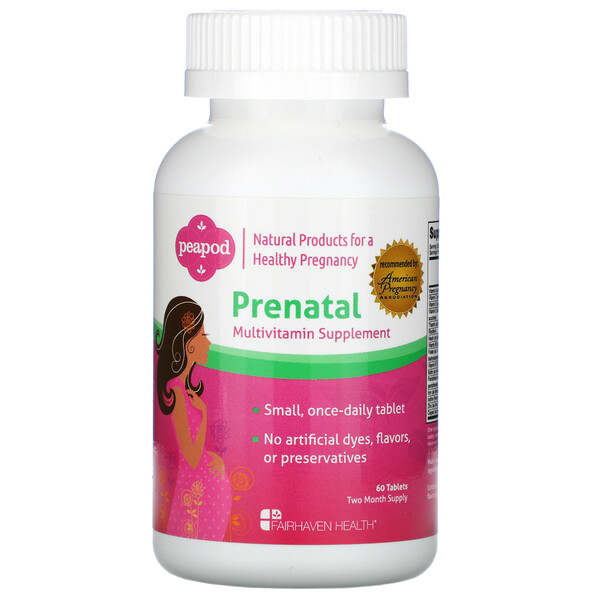 peapod
Natural Products for a
Healthy Pregnancy
recommended by:
American
Pregnancy
ASSOCIATION
Prenatal
Multivitamin Supplement
• Small, once-daily tablet
• No artificial dyes, flavors,
or preservatives
60 Tablets
Two Month Supply
FAIRHAVEN HEALTH®